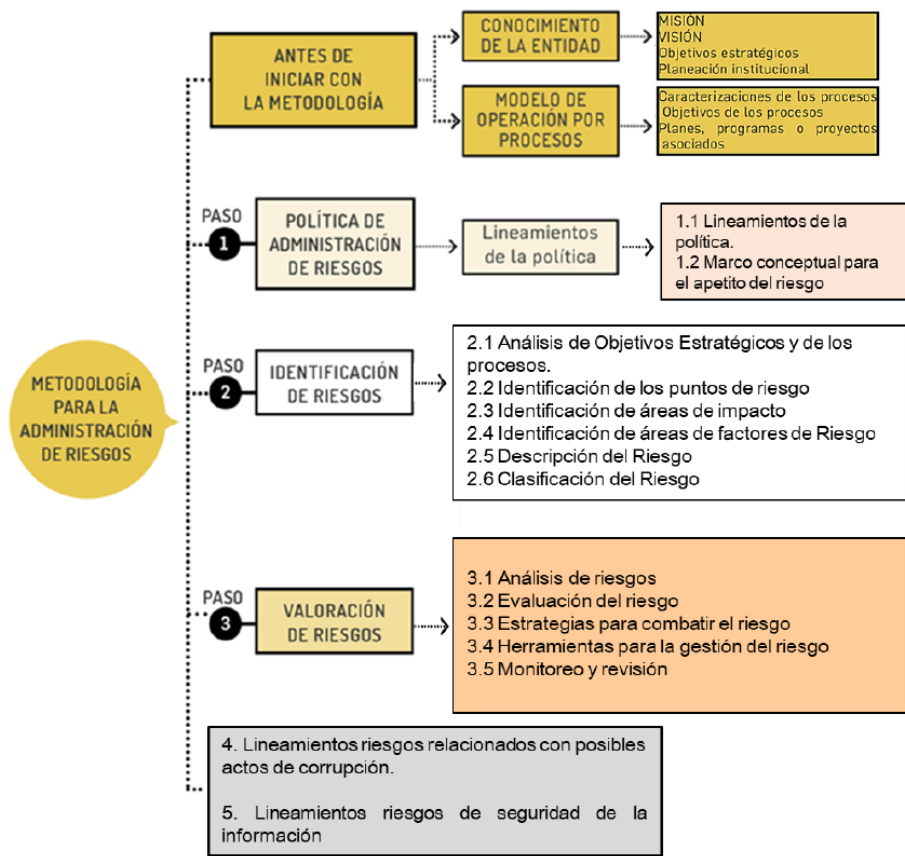 ANTES DE
INICIAR CON
LA METODOLOGÍA
CONOCIMIENTO
DE LA ENTIDAD
MISIÓN
VISIÓN
Objetivos estratégicos
Planeación institucional
MODELO DE
OPERACIÓN POR
PROCESOS
Caracterizaciones de los procesos
Objetivos de los procesos
Planes, programas o proyectos
asociados
PASO
1
POLÍTICA DE
ADMINISTRACIÓN
DE RIESGOS
Lineamientos
de la política
1.1 Lineamientos de la
política.
1.2 Marco conceptual para
el apetito del riesgo
METODOLOGÍA
PARA LA
ADMINISTRACIÓN
DE RIESGOS
PASO
2
IDENTIFICACIÓN
DE RIESGOS
2.1 Análisis de Objetivos Estratégicos y de los
procesos.
2.2 Identificación de los puntos de riesgo
2.3 Identificación de áreas de impacto
2.4 Identificación de áreas de factores de Riesgo
2.5 Descripción del Riesgo
2.6 Clasificación del Riesgo
PASO
3
VALORACIÓN
DE RIESGOS
3.1 Análisis de riesgos
3.2 Evaluación del riesgo
3.3 Estrategias para combatir el riesgo
3.4 Herramientas para la gestión del riesgo
3.5 Monitoreo y revisión
4. Lineamientos riesgos relacionados con posibles
actos de corrupción.
5. Lineamientos riesgos de seguridad de la
información